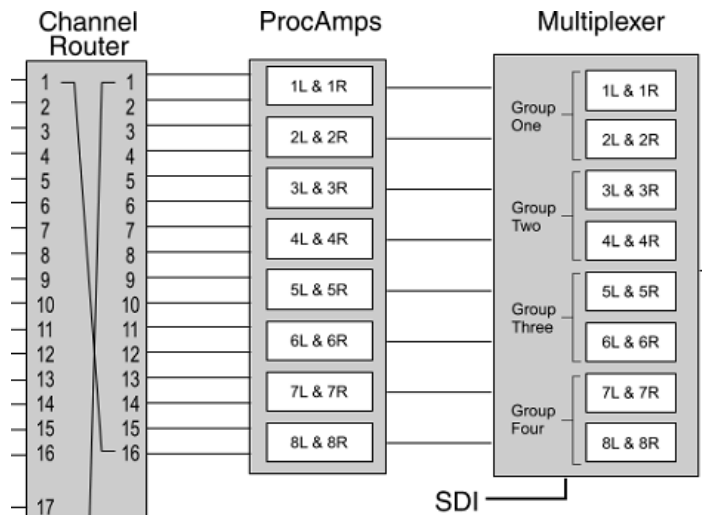 Channel
Router
ProcAmps
Multiplexer
1 1
2 2
3 3
4 4
5 5
6 6
7 7
8 8
9 9
10 10
11 11
12 12
13 13
14 14
15 15
16 16
17
1L & 1R
2L & 2R
3L & 3R
4L & 4R
5L & 5R
6L & 6R
7L & 7R
8L & 8R
Group
One
1L & 1R
2L & 2R
Group
Two
3L & 3R
4L & 4R
Group
Three
5L & 5R
6L & 6R
Group
Four
7L & 7R
8L & 8R
SDI